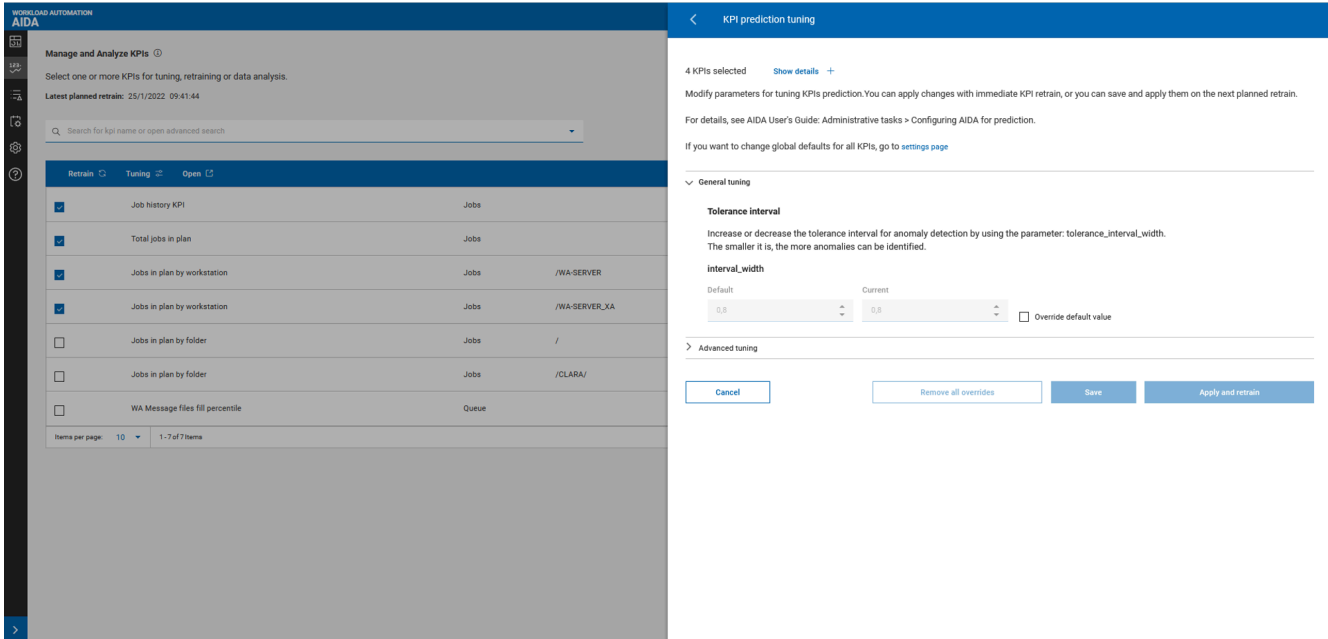 WORKLOAD AUTOMATION
AIDA
Manage and Analyze KPIs
Select one or more KPIs for tuning, retraining or data analysis.
Latest planned retrain: 25/1/2022 09:41:44
Search for kpi name or open advanced search
Retrain Tuning Open
Job history KPI Jobs
Total jobs in plan Jobs
Jobs in plan by workstation Jobs /WA-SERVER
Jobs in plan by workstation Jobs /WA-SERVER_XA
Jobs in plan by folder Jobs /
Jobs in plan by folder Jobs /CLARA/
WA Message files fill percentile Queue
Items per page: 10 1-7 of 7 Items
KPI prediction tuning
4 KPIs selected Show details +
Modify parameters for tuning KPIs prediction.You can apply changes with immediate KPI retrain, or you can save and apply them on the next planned retrain.
For details, see AIDA User's Guide: Administrative tasks > Configuring AIDA for prediction.
If you want to change global defaults for all KPIs, go to settings page
General tuning
Tolerance interval
Increase or decrease the tolerance interval for anomaly detection by using the parameter: tolerance_interval_width.
The smaller it is, the more anomalies can be identified.
interval_width
Default Current
0,8 0,8 Override default value
Advanced tuning
Cancel Remove all overrides Save Apply and retrain